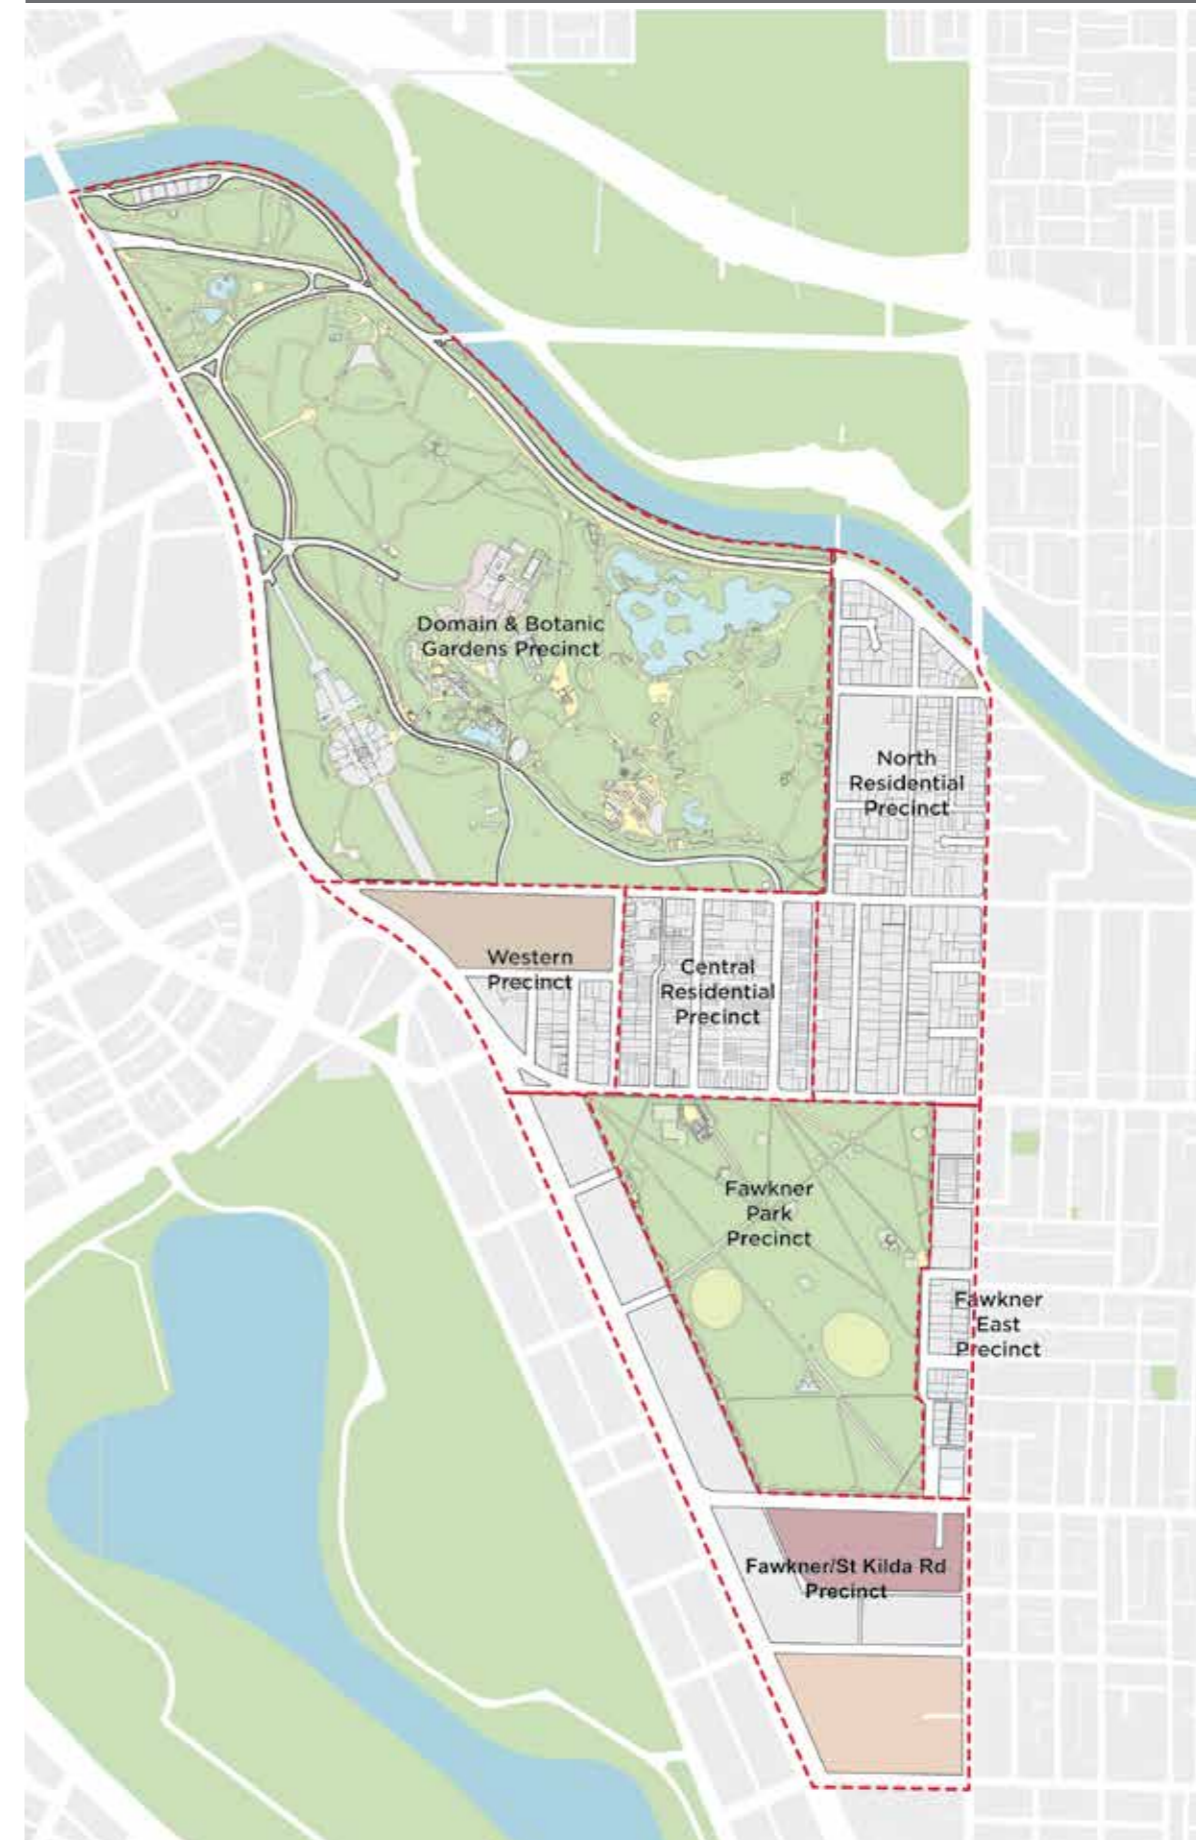 Domain & Botanic
Gardens Precinct
North
Residential
Precinct
Western
Precinct
Central
Residential
Precinct
Fawkner
Park
Precinct
Fawkner
East
Precinct
Fawkner/St Kilda Rd
Precinct